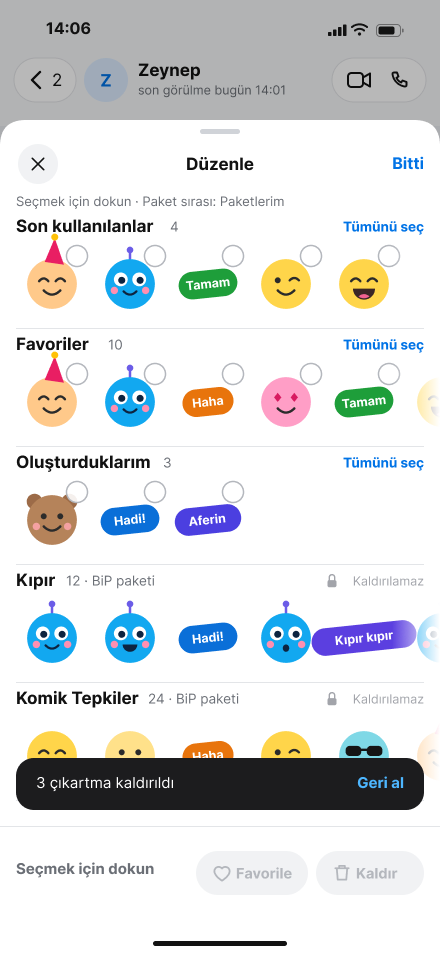 14:06
2
Z
Zeynep
son görülme bugün 14:01
Düzenle
Bitti
Seçmek için dokun · Paket sırası: Paketlerim
Son kullanılanlar 4 Tümünü seç
Tamam
Favoriler 10 Tümünü seç
Haha
Tamam
Oluşturduklarım 3 Tümünü seç
Hadi!
Aferin
Kıpır 12 · BiP paketi Kaldırılamaz
Hadi!
Kıpır kıpır
Komik Tepkiler 24 · BiP paketi Kaldırılamaz
Haha
3 çıkartma kaldırıldı Geri al
Seçmek için dokun Favorile Kaldır